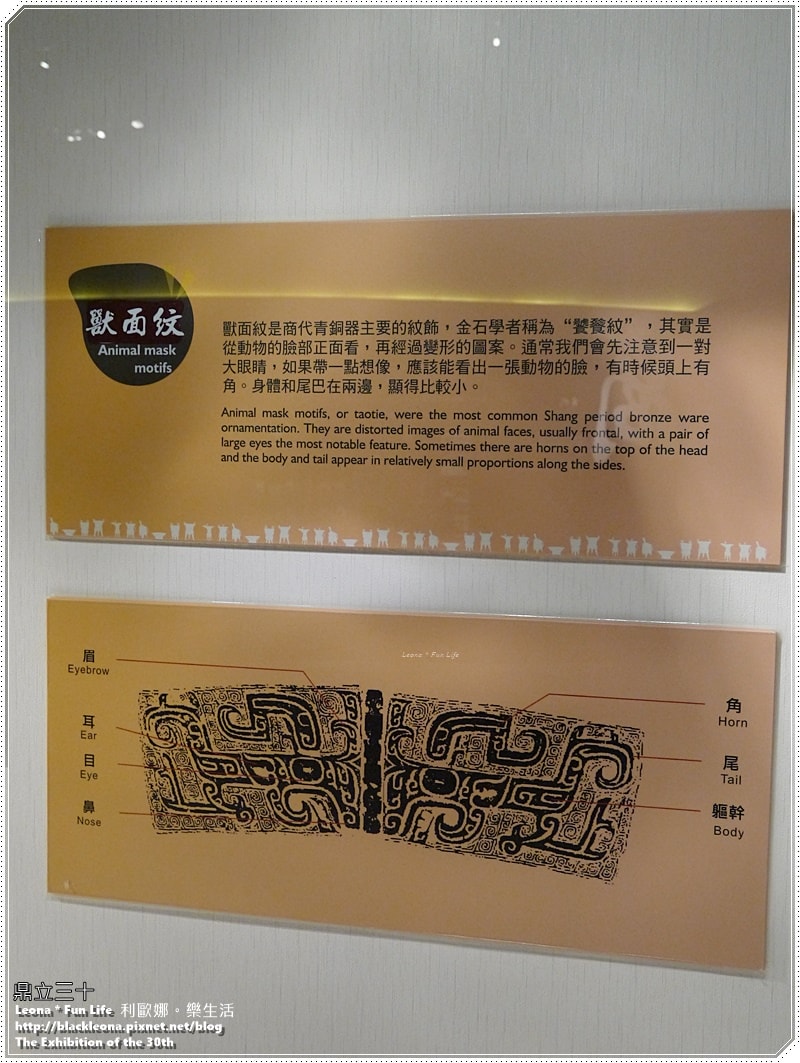 獸面紋
Animal mask
motifs
獸面紋是商代青銅器主要的紋飾，金石學者稱為“饕餮紋”，其實是
從動物的臉部正面看，再經過變形的圖案。通常我們會先注意到一對
大眼睛，如果帶一點想像，應該能看出一張動物的臉，有時候頭上有
角。身體和尾巴在兩邊，顯得比較小。
Animal mask motifs, or taotie, were the most common Shang period bronze ware
ornamentation. They are distorted images of animal faces, usually frontal, with a pair of
large eyes the most notable feature. Sometimes there are horns on the top of the head
and the body and tail appear in relatively small proportions along the sides.
Leona * Fun Life
眉
Eyebrow
耳
Ear
目
Eye
鼻
Nose
角
Horn
尾
Tail
軀幹
Body
鼎立三十
Leona * Fun Life 利歐娜。樂生活
http://blackleona.pixnet.net/blog
The Exhibition of the 30th